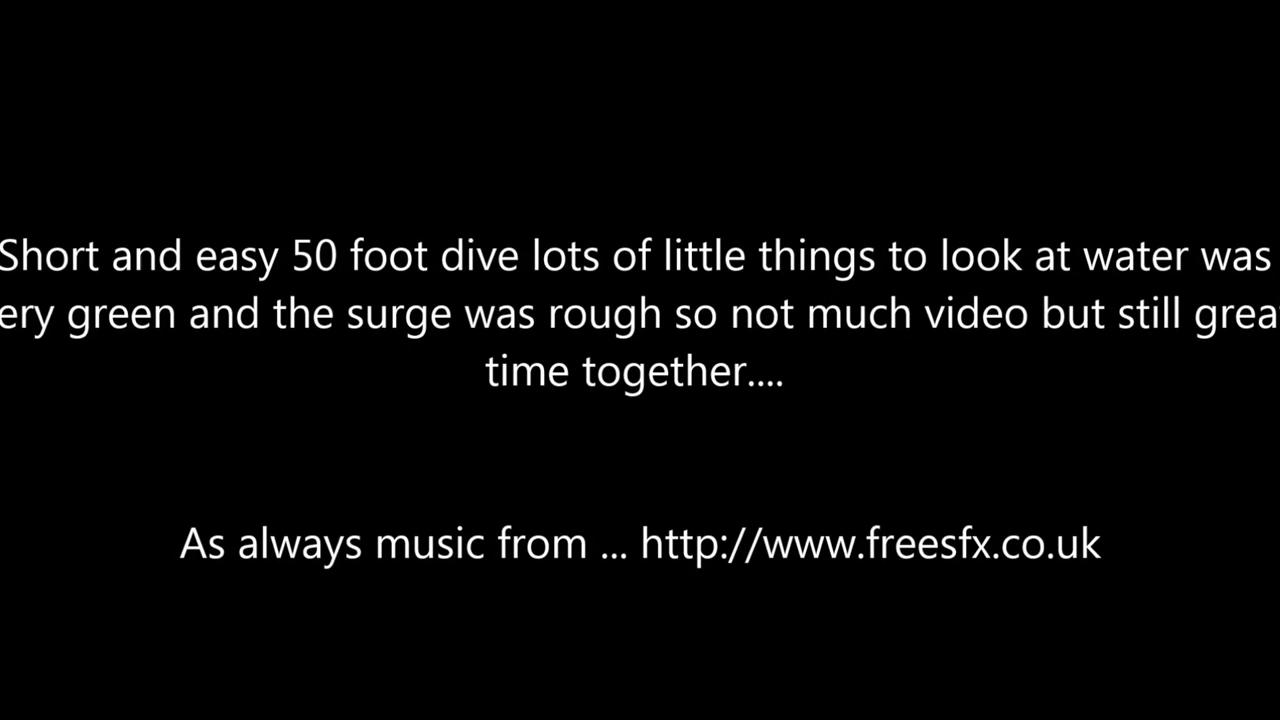 Short and easy 50 foot dive lots of little things to look at water was
ery green and the surge was rough so not much video but still grea
time together....
As always music from ... http://www.freesfx.co.uk